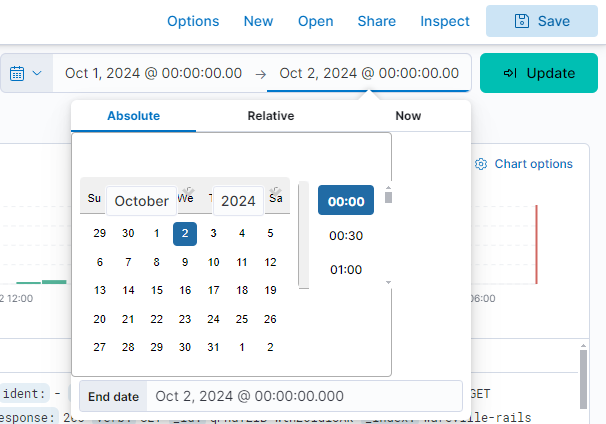 Options New Open Share Inspect Save
Oct 1, 2024 @ 00:00:00.00 → Oct 2, 2024 @ 00:00:00.00 Update
Absolute Relative Now
Chart options
October 2024
Su We Sa
29 30 1 2 3 4 5
6 7 8 9 10 11 12
13 14 15 16 17 18 19
20 21 22 23 24 25 26
27 28 29 30 31 1 2
00:00
00:30
01:00
2 12:00 06:00
End date Oct 2, 2024 @ 00:00:00.000
ident: - GET
esponse: _index: wareville-rails